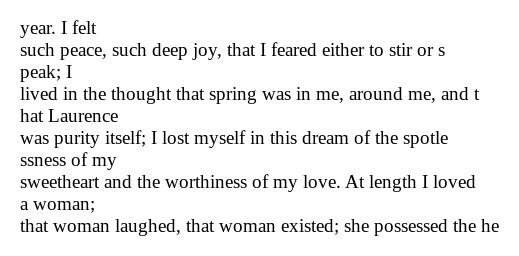 year. I felt
such peace, such deep joy, that I feared either to stir or s
peak; I
lived in the thought that spring was in me, around me, and t
hat Laurence
was purity itself; I lost myself in this dream of the spotle
ssness of my
sweetheart and the worthiness of my love. At length I loved
a woman;
that woman laughed, that woman existed; she possessed the he